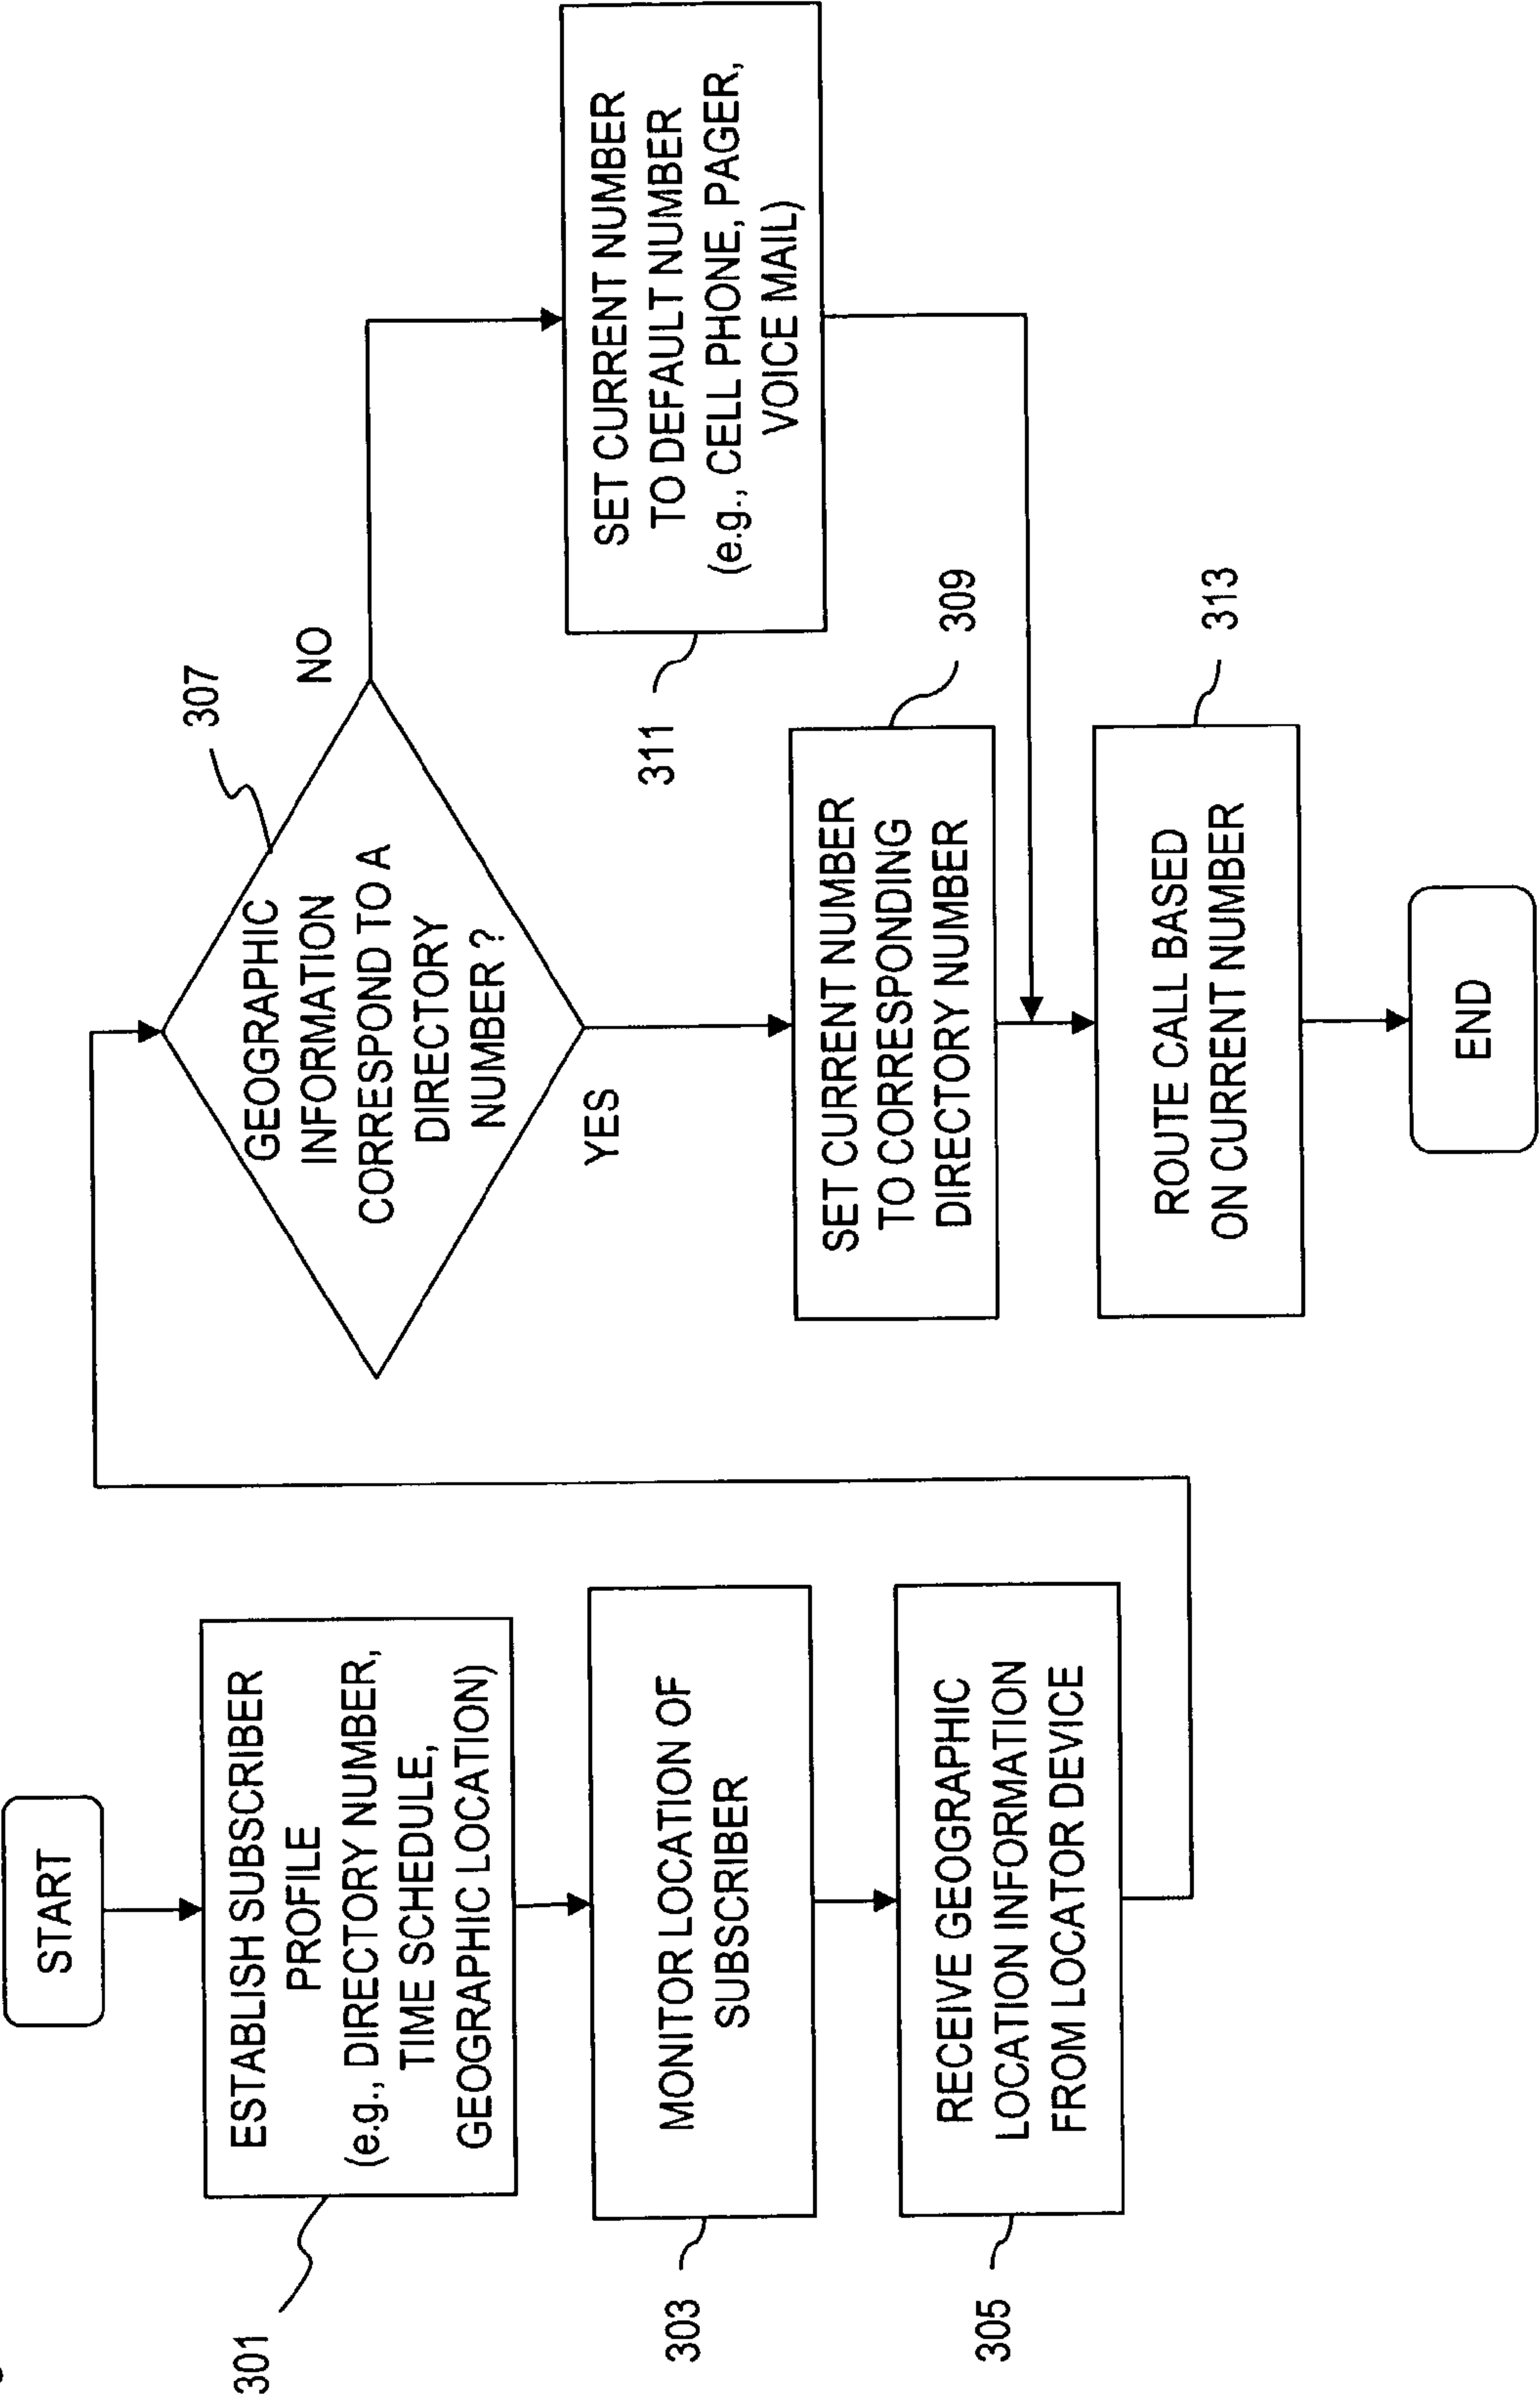 START
ESTABLISH SUBSCRIBER
PROFILE
(e.g., DIRECTORY NUMBER,
TIME SCHEDULE,
GEOGRAPHIC LOCATION)
301
MONITOR LOCATION OF
SUBSCRIBER
303
RECEIVE GEOGRAPHIC
LOCATION INFORMATION
FROM LOCATOR DEVICE
305
307
GEOGRAPHIC
INFORMATION
CORRESPOND TO A
DIRECTORY
NUMBER ?
NO
YES
SET CURRENT NUMBER
TO DEFAULT NUMBER
(e.g., CELL PHONE, PAGER,
VOICE MAIL)
311
SET CURRENT NUMBER
TO CORRESPONDING
DIRECTORY NUMBER
309
ROUTE CALL BASED
ON CURRENT NUMBER
313
END